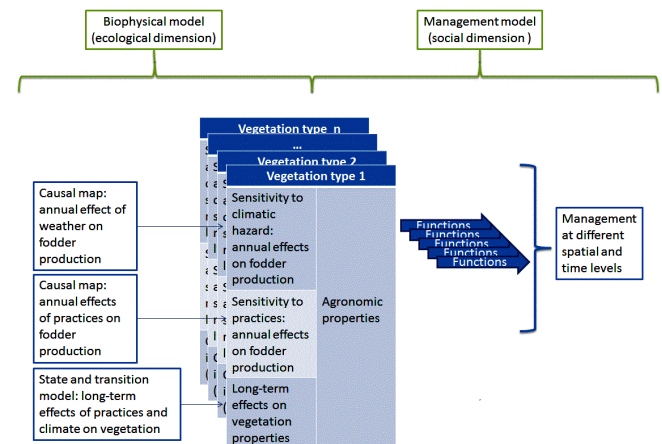 Biophysical model
(ecological dimension)
Management model
(social dimension )
Vegetation type n
...
Vegetation type 2
Vegetation type 1
Causal map:
annual effect of
weather on
fodder
production
Causal map:
annual effects
of practices on
fodder
production
State and transition
model: long-term
effects of practices and
climate on vegetation
Sensitivity to
climatic
hazard:
annual effects
on fodder
production
Sensitivity to
practices:
annual effects
on fodder
production
Long-term
effects on
vegetation
properties
Agronomic
properties
Functions
Functions
Functions
Functions
Functions
Management
at different
spatial and
time levels